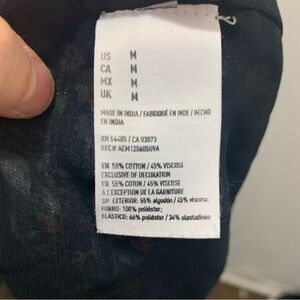 US M
CA M
MX M
UK M
MADE IN INDIA / FABRIQUÉ EN INDE / HECHO
EN INDIA
RN 54485 / CA 03873
RFC# AEM120605U9A
EN 55% COTTON / 45% VISCOSE
EXCLUSIVE OF DECORATION
FR 55% COTON / 45% VISCOSE
À L'EXCEPTION DE LA GARNITURE
SP EXTERIOR: 55% algodón / 45% viscosa;
FORRO: 100% poliéster;
ELÁSTICO: 66% poliéster / 34% elastodieno